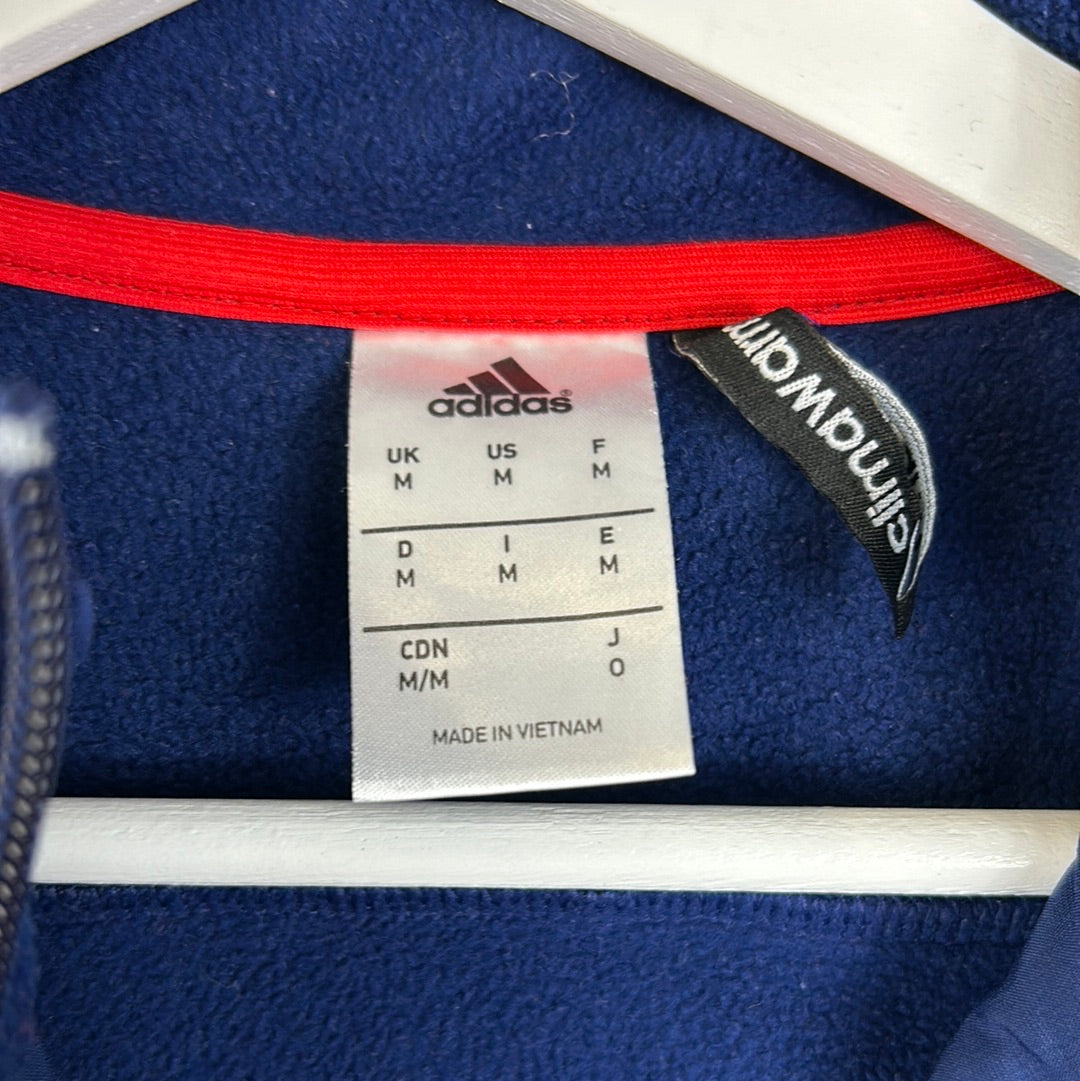 adidas®
UK US F
M M M
D I E
M M M
CDN J
M/M O
MADE IN VIETNAM
climawarm